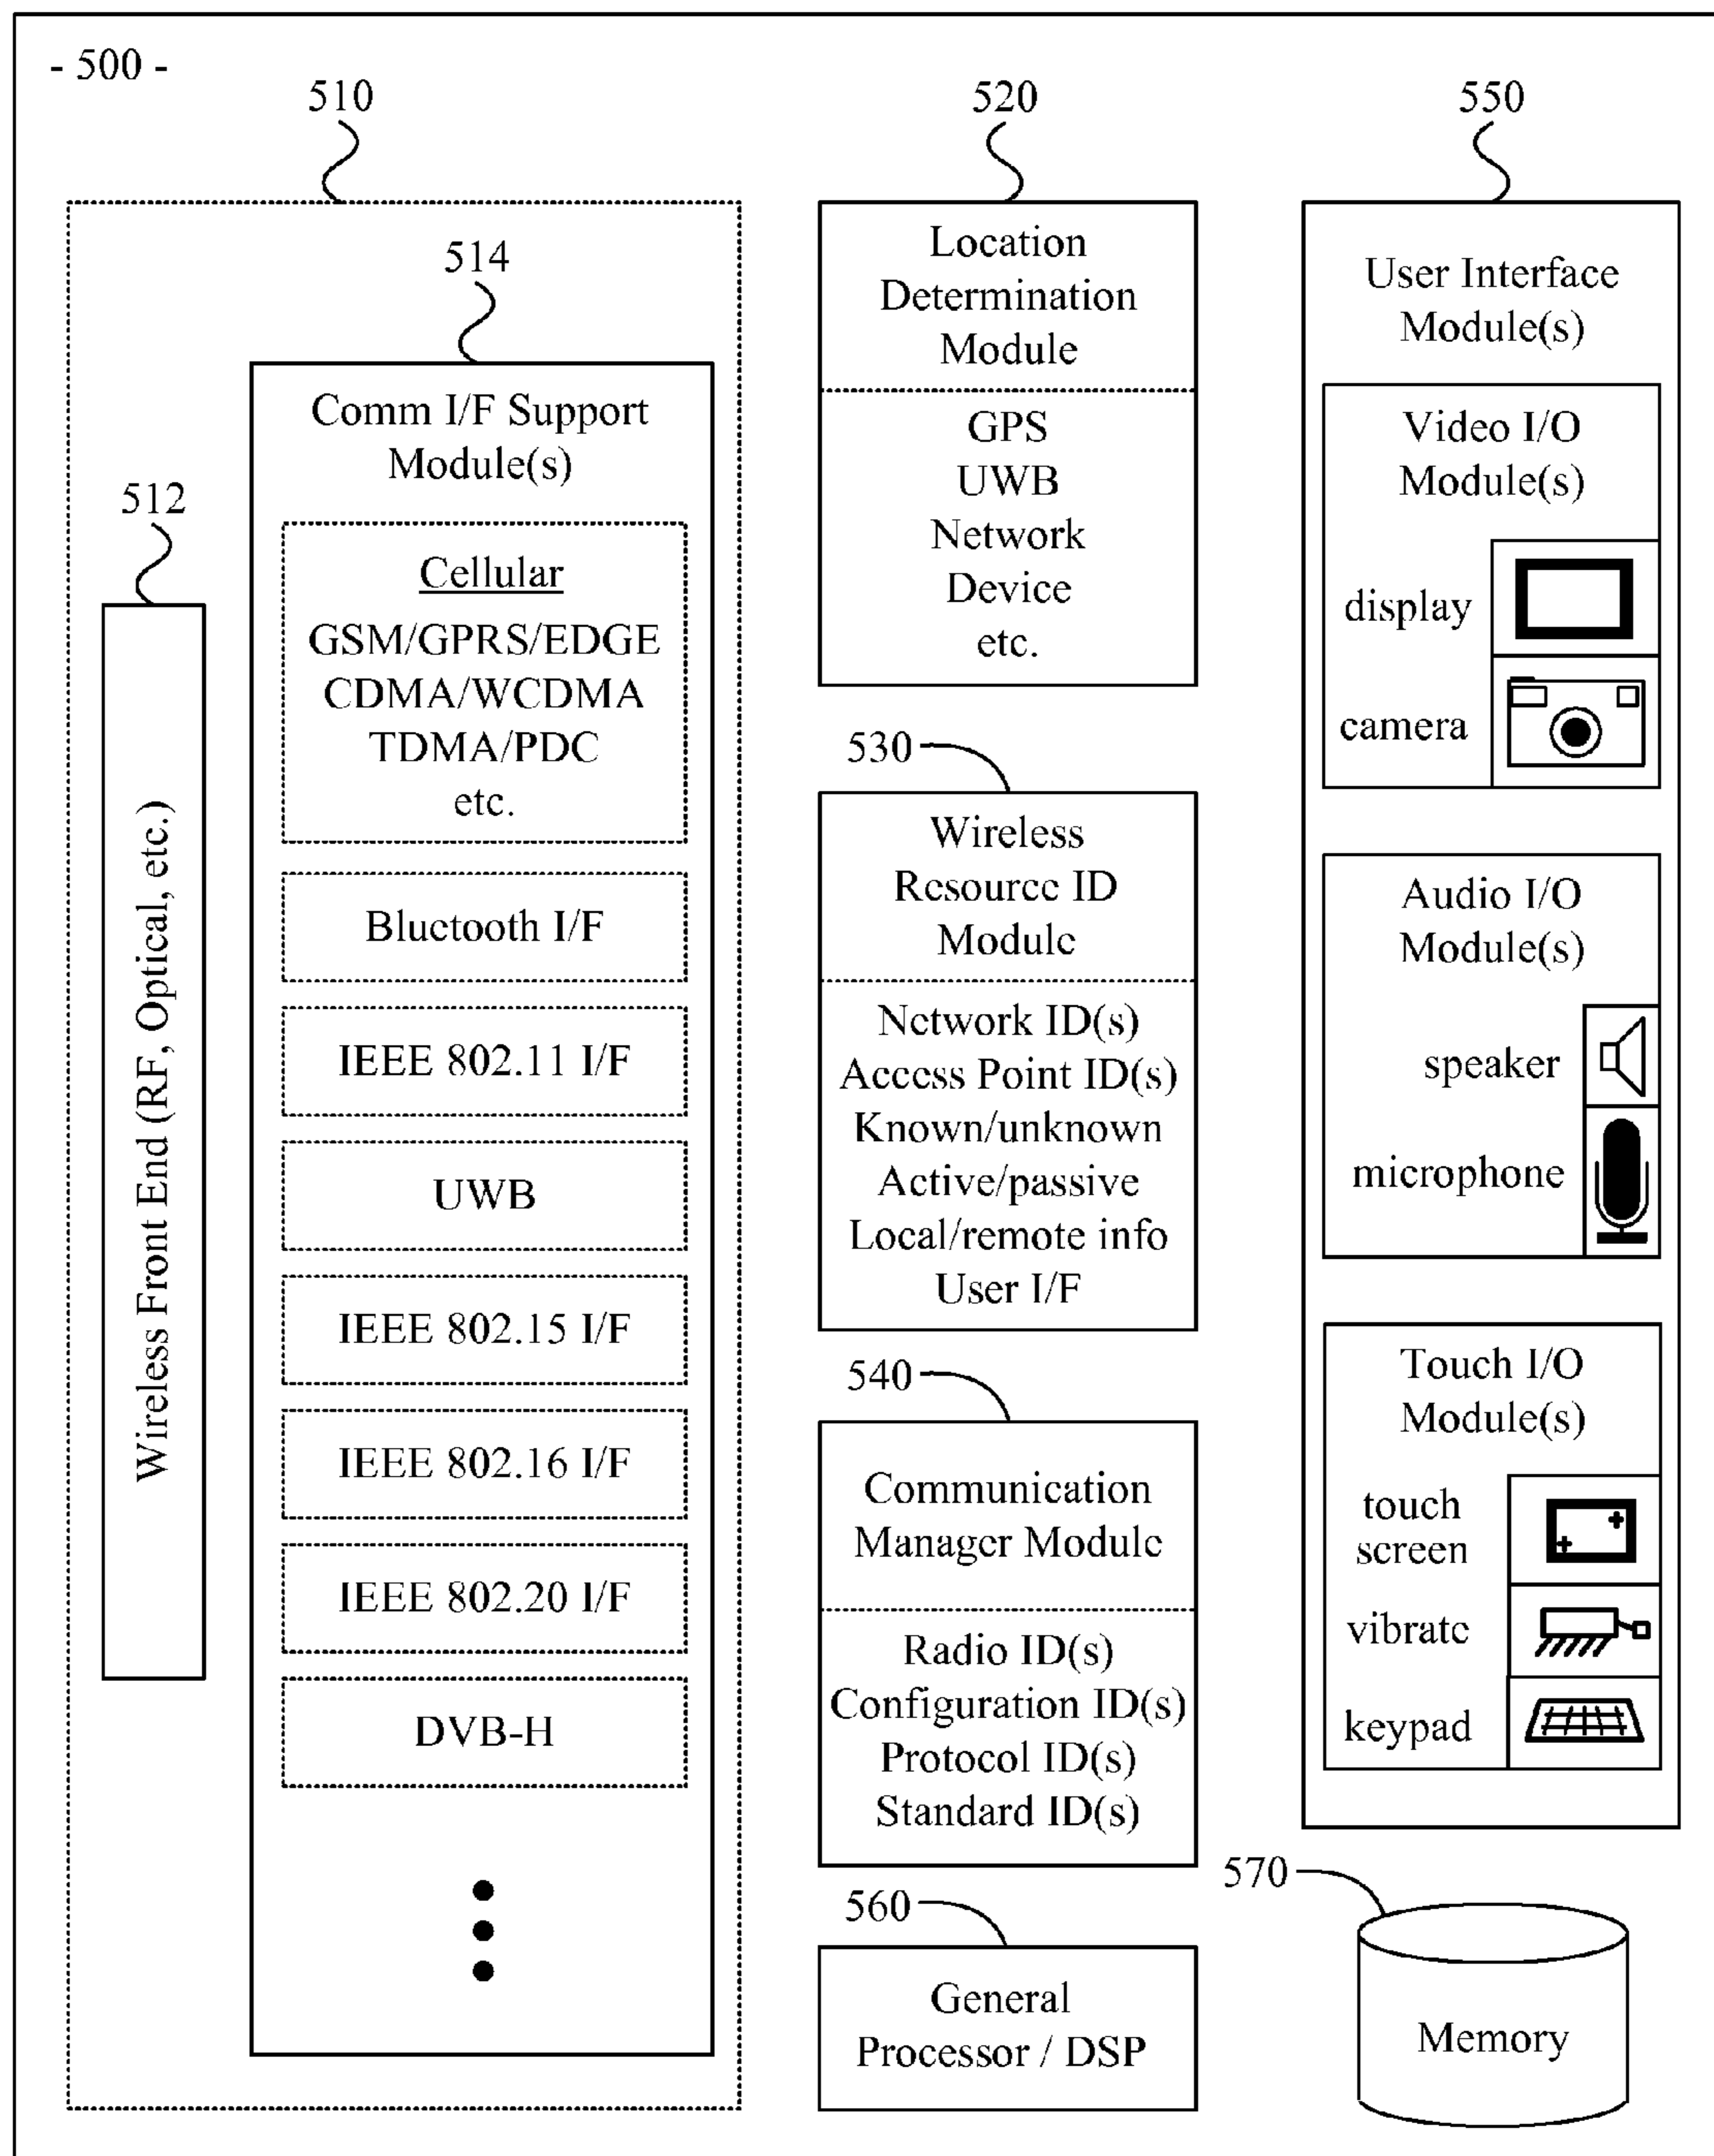 - 500 -
510
514
Comm I/F Support
Module(s)
Cellular
GSM/GPRS/EDGE
CDMA/WCDMA
TDMA/PDC
etc.
Bluetooth I/F
IEEE 802.11 I/F
UWB
IEEE 802.15 I/F
IEEE 802.16 I/F
IEEE 802.20 I/F
DVB-H
512
Wireless Front End (RF, Optical, etc.)
520
Location
Determination
Module
GPS
UWB
Network
Device
etc.
530
Wireless
Resource ID
Module
Network ID(s)
Access Point ID(s)
Known/unknown
Active/passive
Local/remote info
User I/F
540
Communication
Manager Module
Radio ID(s)
Configuration ID(s)
Protocol ID(s)
Standard ID(s)
560
General
Processor / DSP
550
User Interface
Module(s)
Video I/O
Module(s)
display
camera
Audio I/O
Module(s)
speaker
microphone
Touch I/O
Module(s)
touch
screen
vibrate
keypad
570
Memory